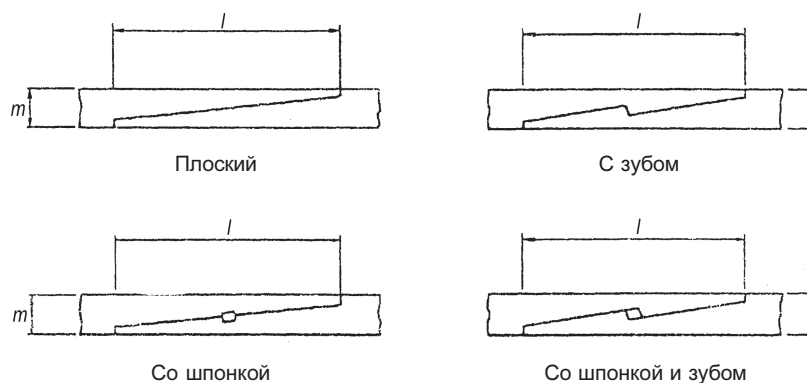 l
l
m
Плоский
С зубом
l
l
m
Со шпонкой
Со шпонкой и зубом